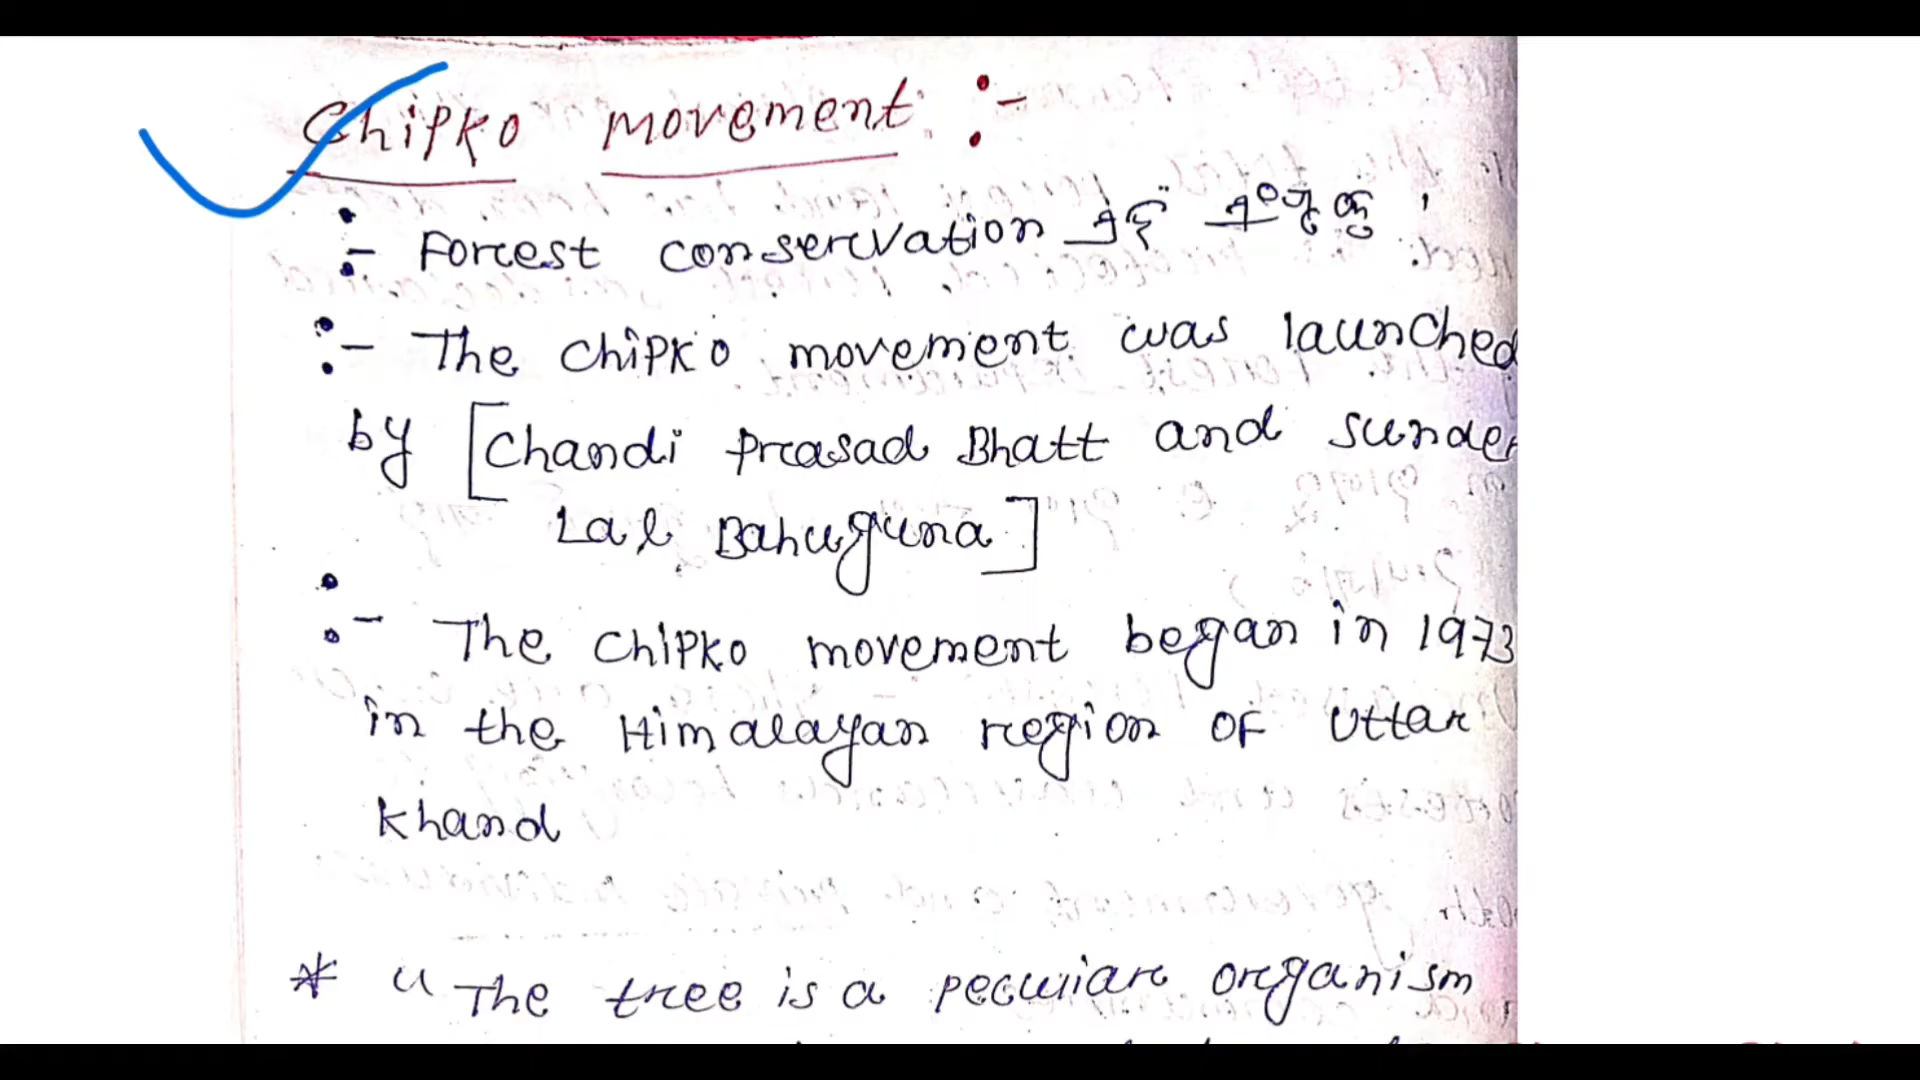 Chipko movement :-
:- Forest conservation ଏହି
:- The chipko movement was launched
by [Chandi Prasad Bhatt and sunder
Lal Bahuguna]
:- The chipko movement began in 1973
in the Himalayan region of Uttar
khand
* " The tree is a peculiar organism